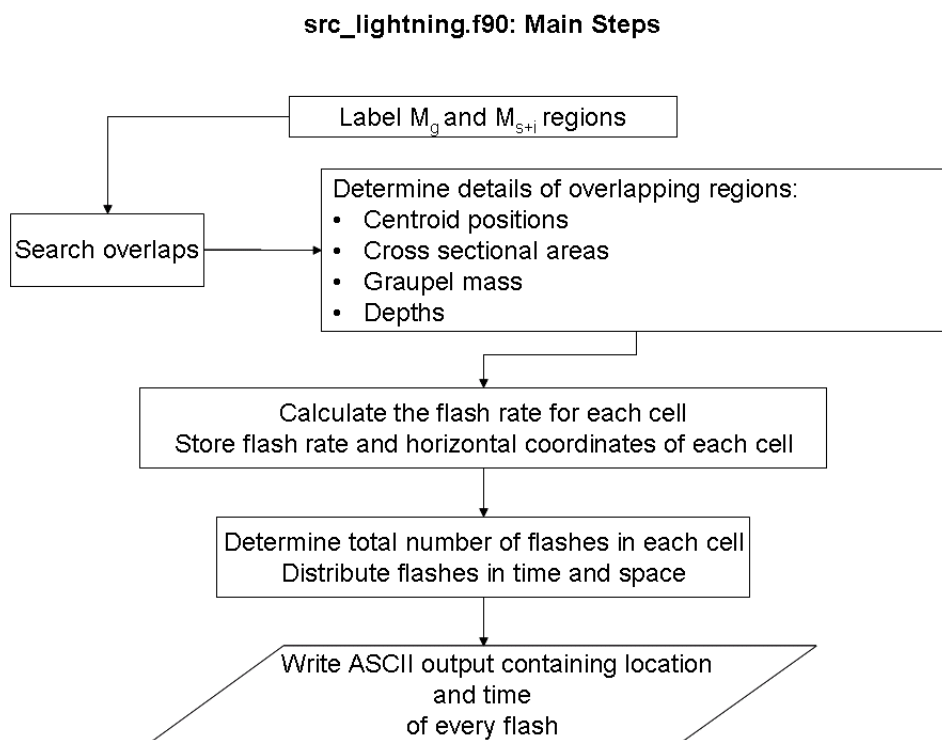 src_lightning.f90: Main Steps
Label Mg and Ms+i regions
Search overlaps
Determine details of overlapping regions:
• Centroid positions
• Cross sectional areas
• Graupel mass
• Depths
Calculate the flash rate for each cell
Store flash rate and horizontal coordinates of each cell
Determine total number of flashes in each cell
Distribute flashes in time and space
Write ASCII output containing location
and time
of every flash